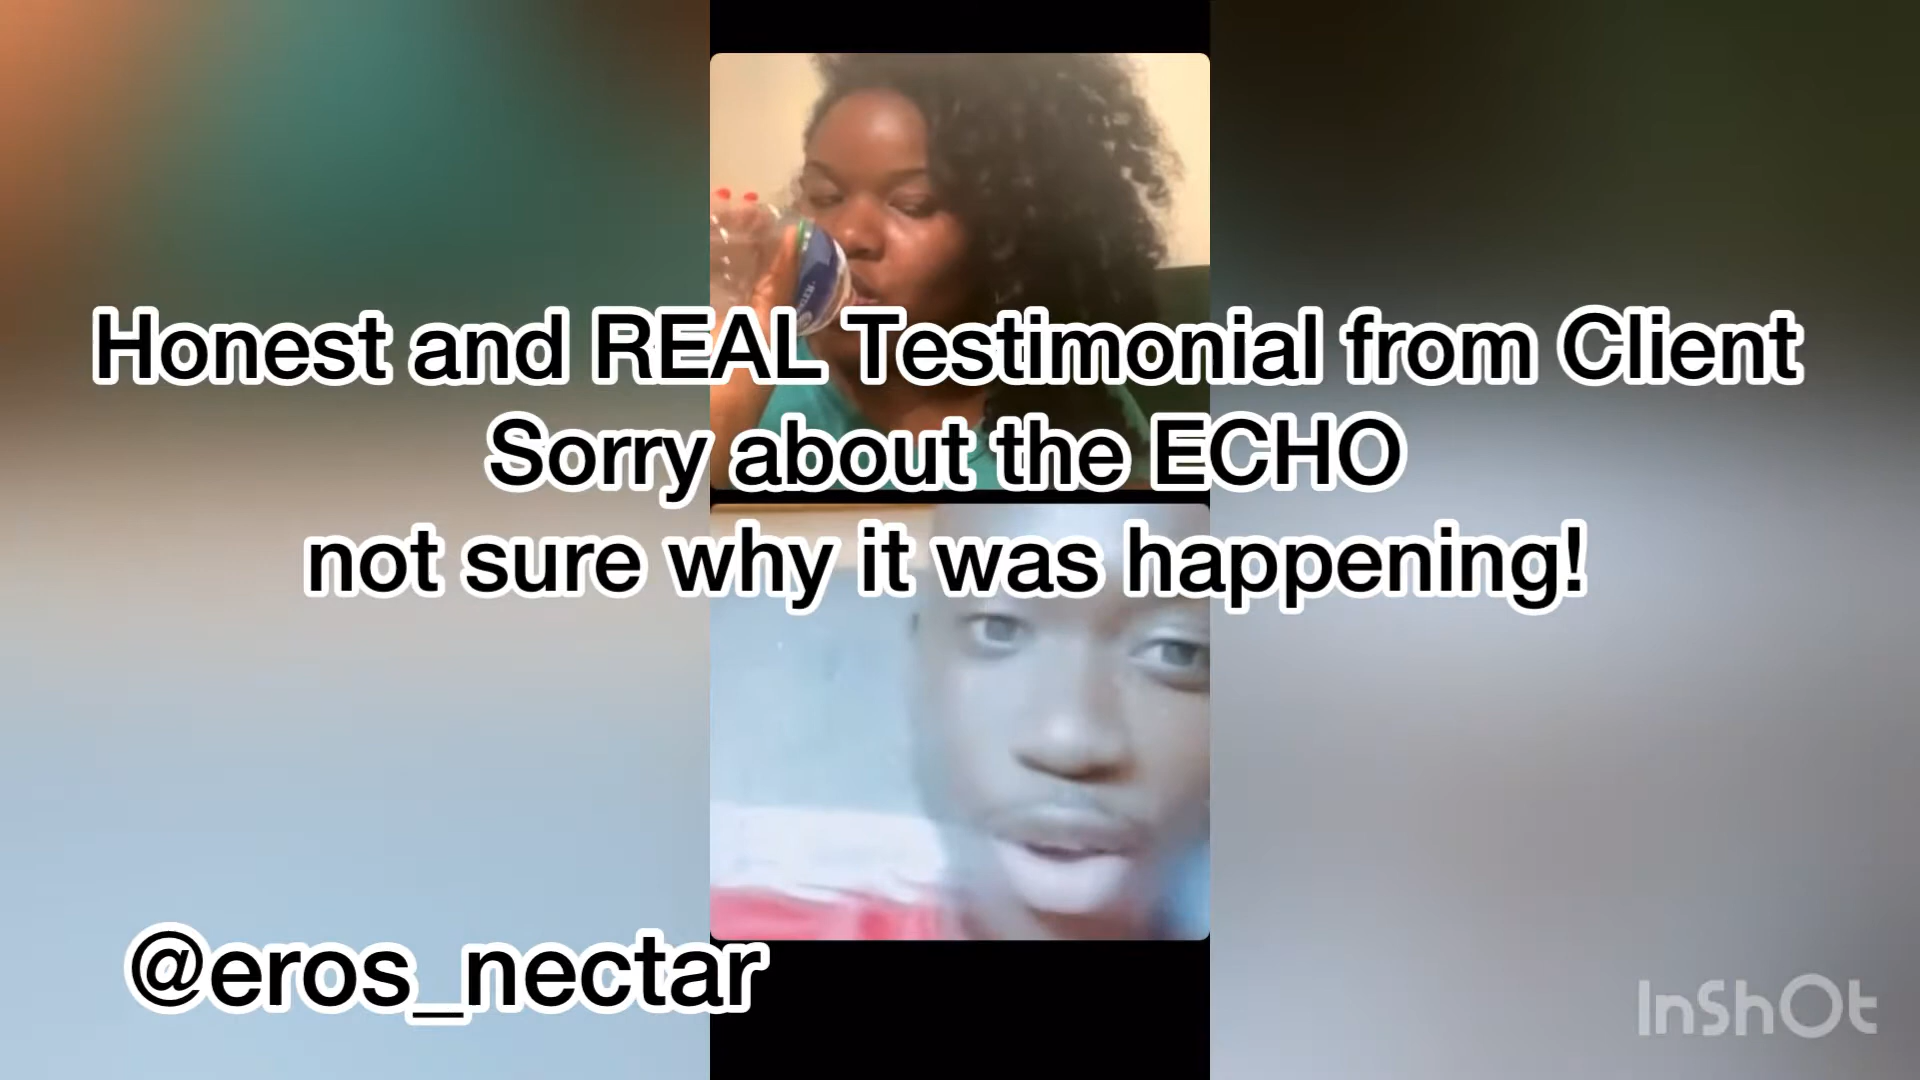 Honest and REAL Testimonial from Client
Sorry about the ECHO
not sure why it was happening!
@eros_nectar
InShOt